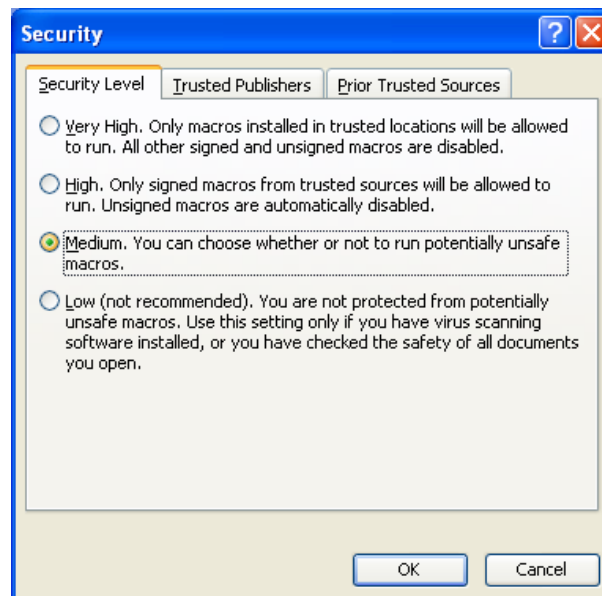 Security
Security Level
Trusted Publishers
Prior Trusted Sources
Very High. Only macros installed in trusted locations will be allowed
to run. All other signed and unsigned macros are disabled.
High. Only signed macros from trusted sources will be allowed to
run. Unsigned macros are automatically disabled.
Medium. You can choose whether or not to run potentially unsafe
macros.
Low (not recommended). You are not protected from potentially
unsafe macros. Use this setting only if you have virus scanning
software installed, or you have checked the safety of all documents
you open.
OK
Cancel